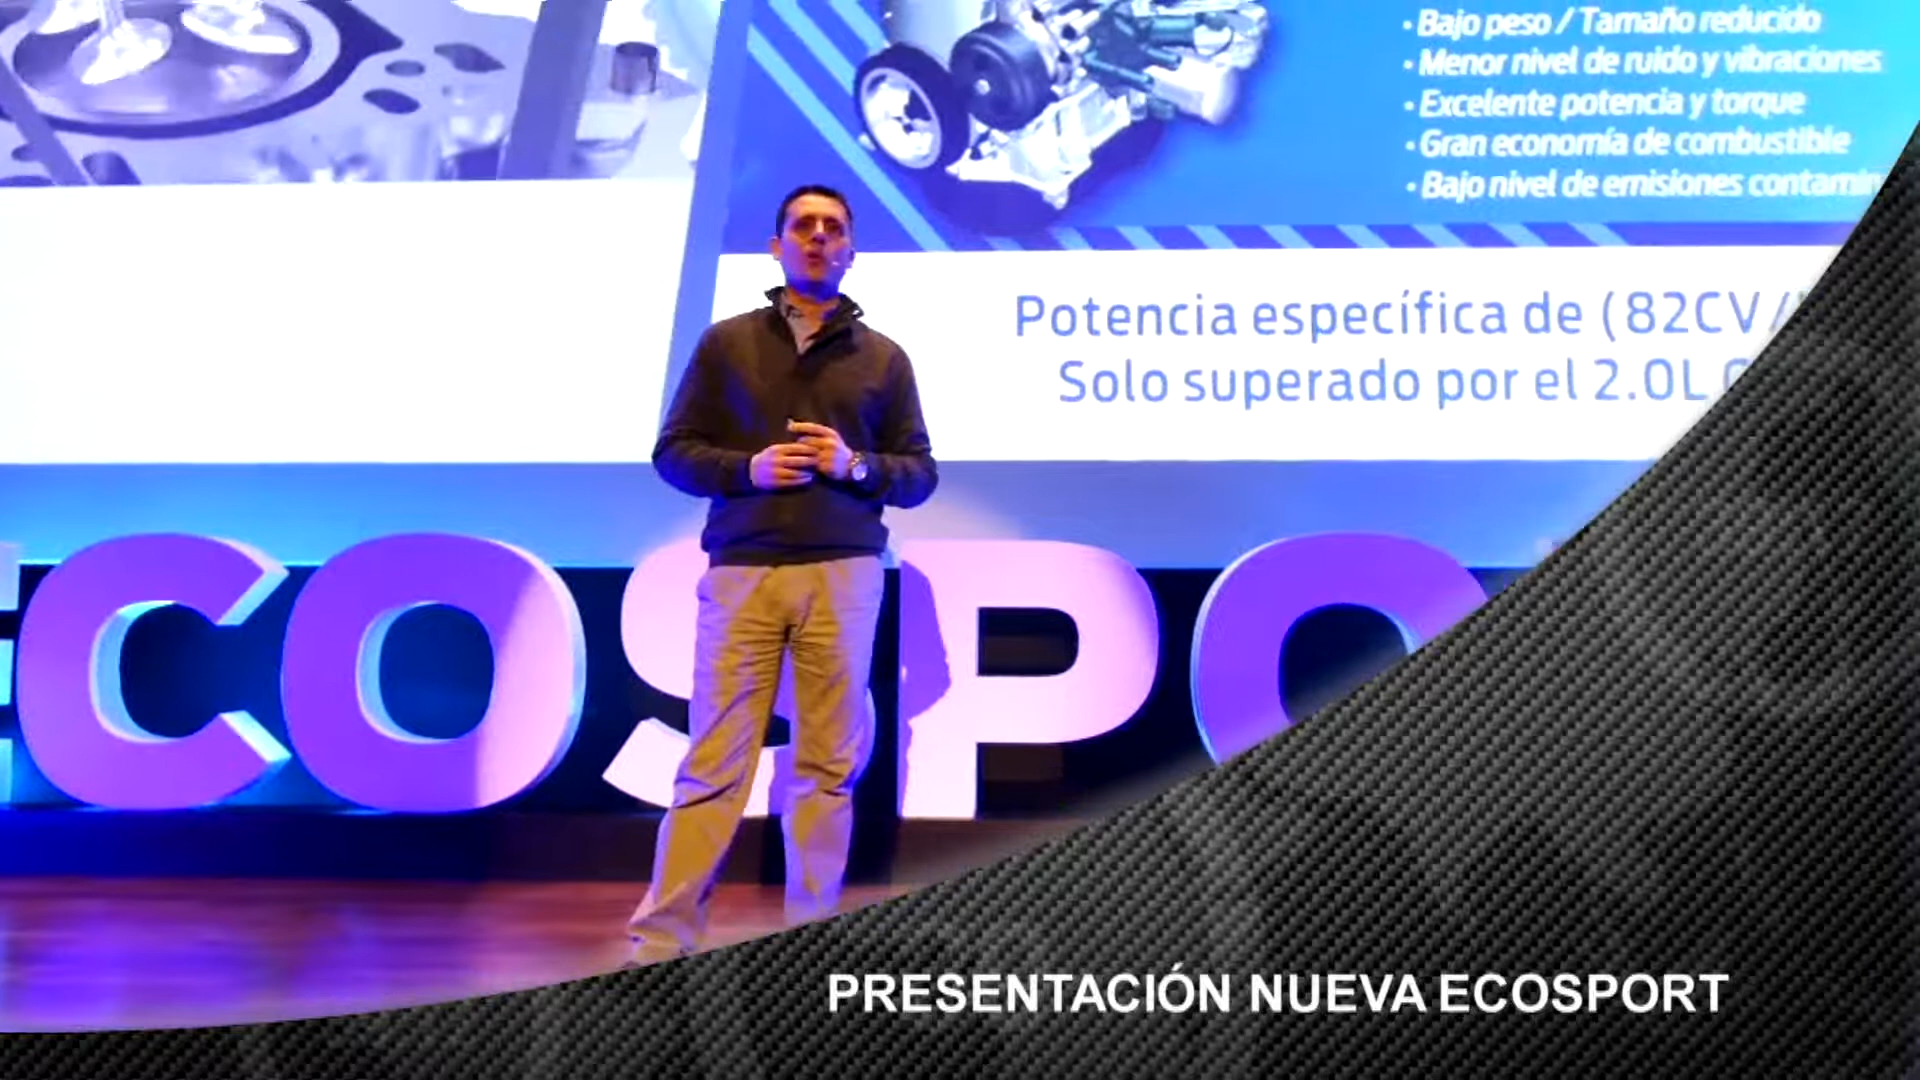 • Bajo peso / Tamaño reducido
• Menor nivel de ruido y vibraciones
• Excelente potencia y torque
• Gran economía de combustible
• Bajo nivel de emisiones
Potencia específica de (82CV/
Solo superado por el 2.0L
ECOSPO
PRESENTACIÓN NUEVA ECOSPORT